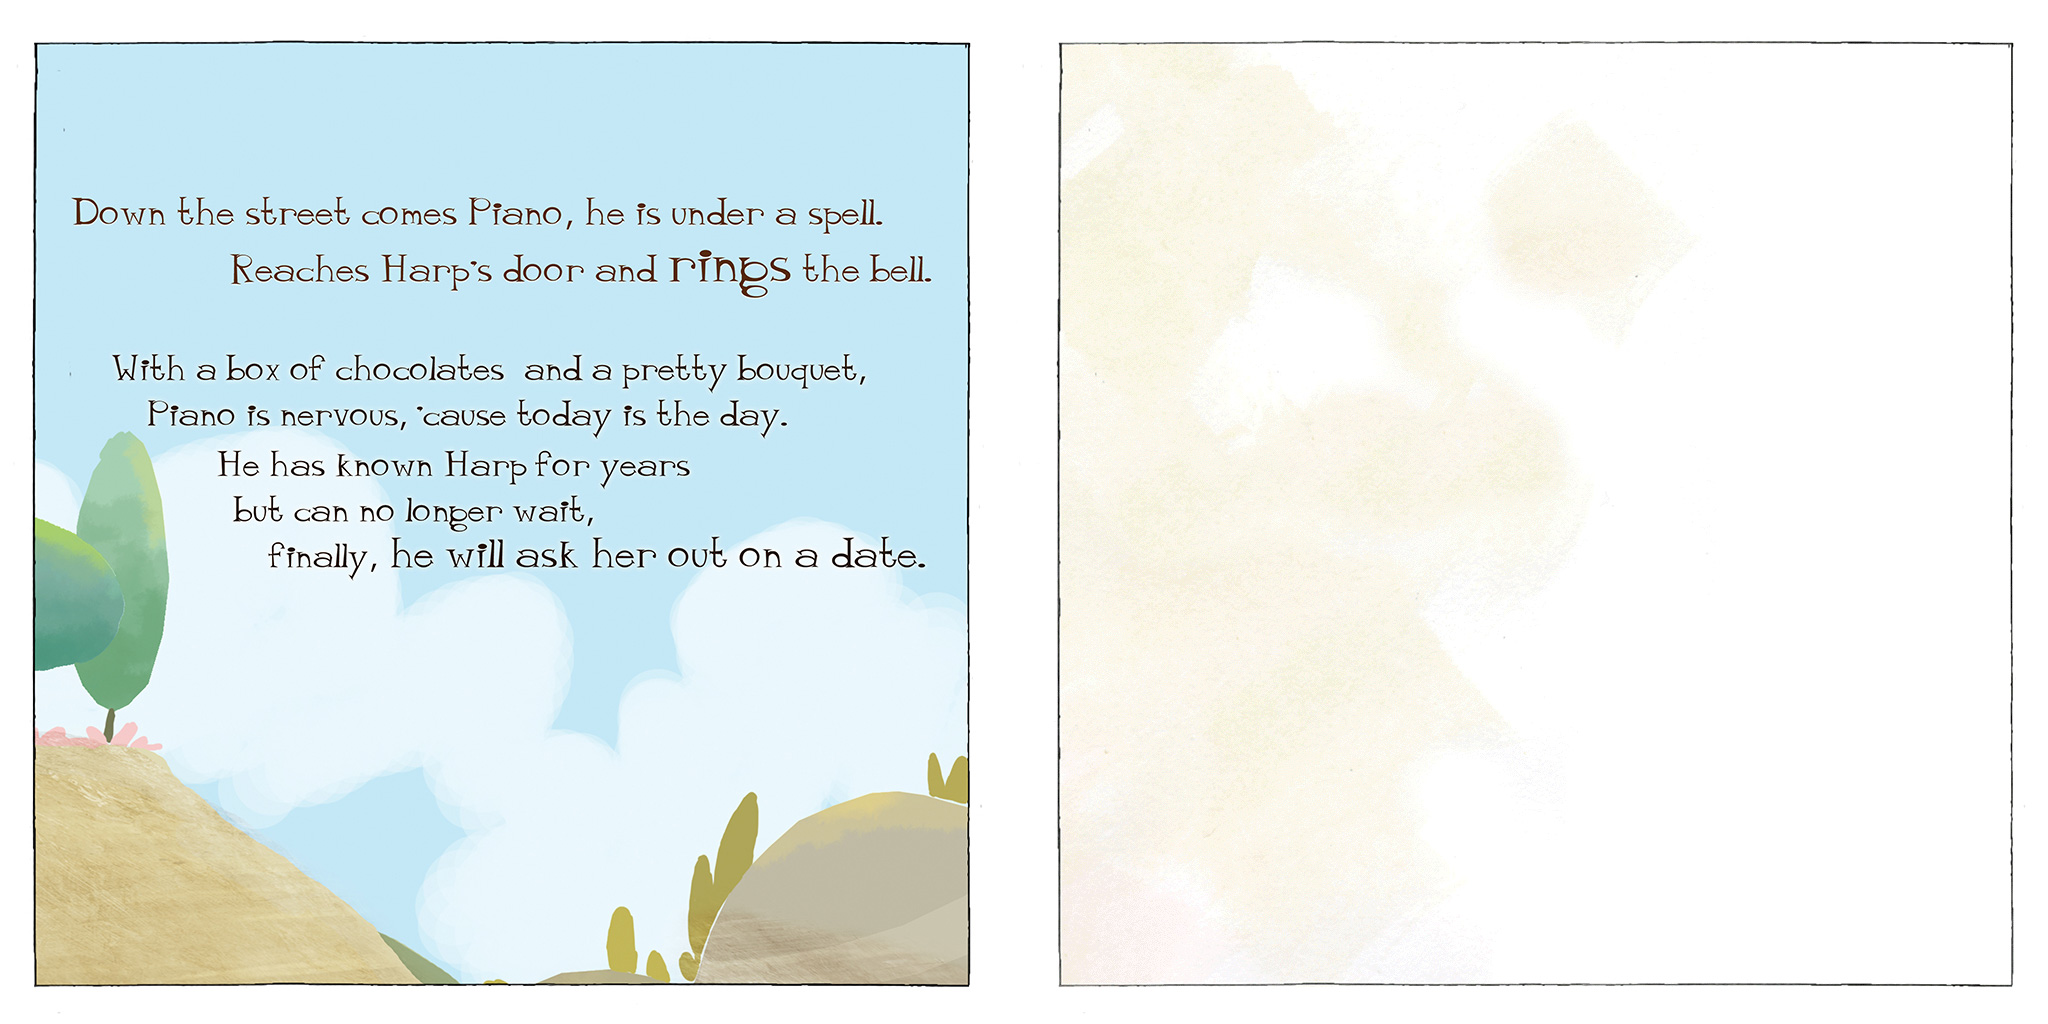 Down the street comes Piano, he is under a spell.
Reaches Harp's door and rings the bell.
With a box of chocolates and a pretty bouquet,
Piano is nervous, 'cause today is the day.
He has known Harp for years
but can no longer wait,
finally, he will ask her out on a date.